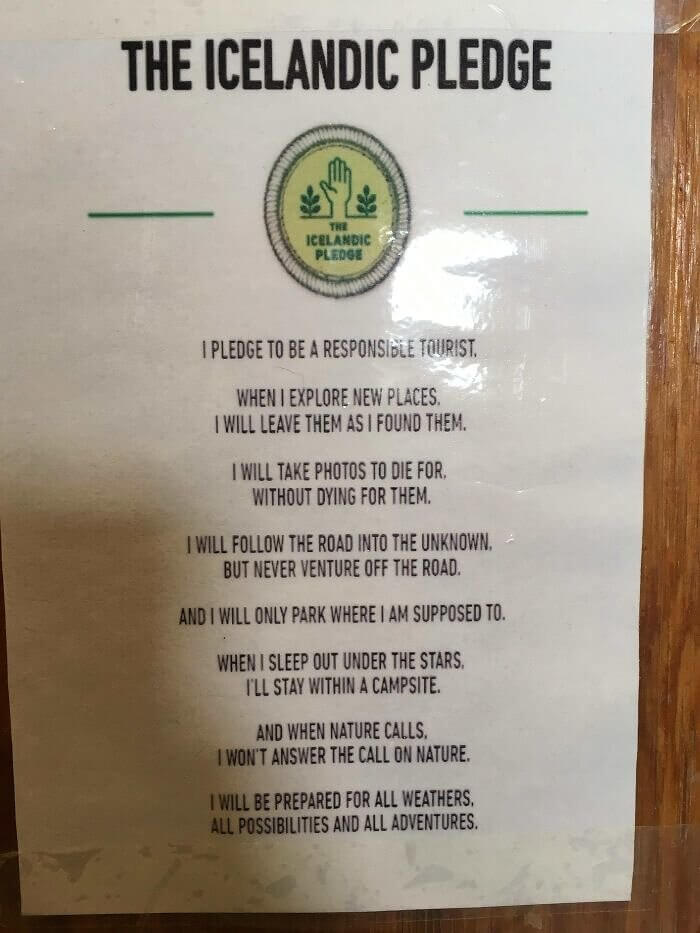 THE ICELANDIC PLEDGE
THE
ICELANDIC
PLEDGE
I PLEDGE TO BE A RESPONSIBLE TOURIST.
WHEN I EXPLORE NEW PLACES,
I WILL LEAVE THEM AS I FOUND THEM.
I WILL TAKE PHOTOS TO DIE FOR,
WITHOUT DYING FOR THEM.
I WILL FOLLOW THE ROAD INTO THE UNKNOWN,
BUT NEVER VENTURE OFF THE ROAD.
AND I WILL ONLY PARK WHERE I AM SUPPOSED TO.
WHEN I SLEEP OUT UNDER THE STARS,
I'LL STAY WITHIN A CAMPSITE.
AND WHEN NATURE CALLS,
I WON'T ANSWER THE CALL ON NATURE.
I WILL BE PREPARED FOR ALL WEATHERS,
ALL POSSIBILITIES AND ALL ADVENTURES.